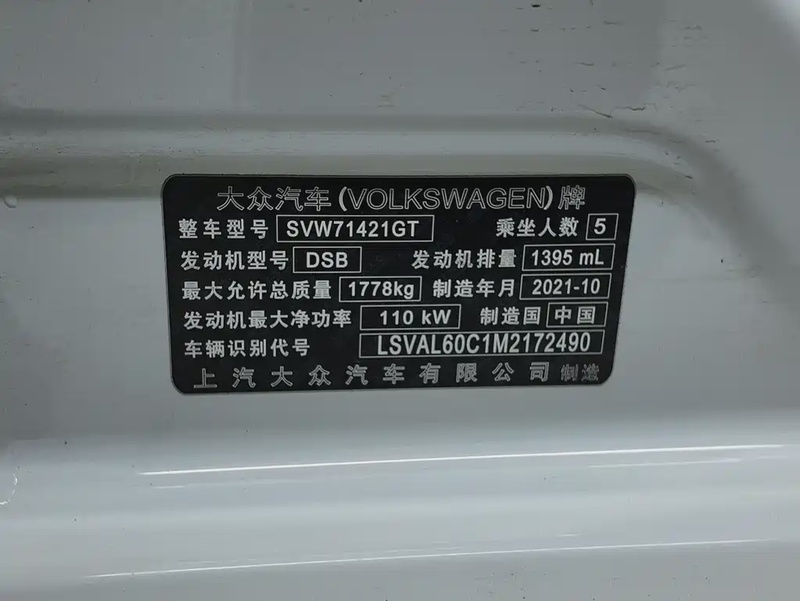 大众汽车(VOLKSWAGEN)牌
整车型号 SVW71421GT 乘坐人数 5
发动机型号 DSB 发动机排量 1395 mL
最大允许总质量 1778kg 制造年月 2021-10
发动机最大净功率 110 kW 制造国 中国
车辆识别代号 LSVAL60C1M2172490
上汽大众汽车有限公司 制造